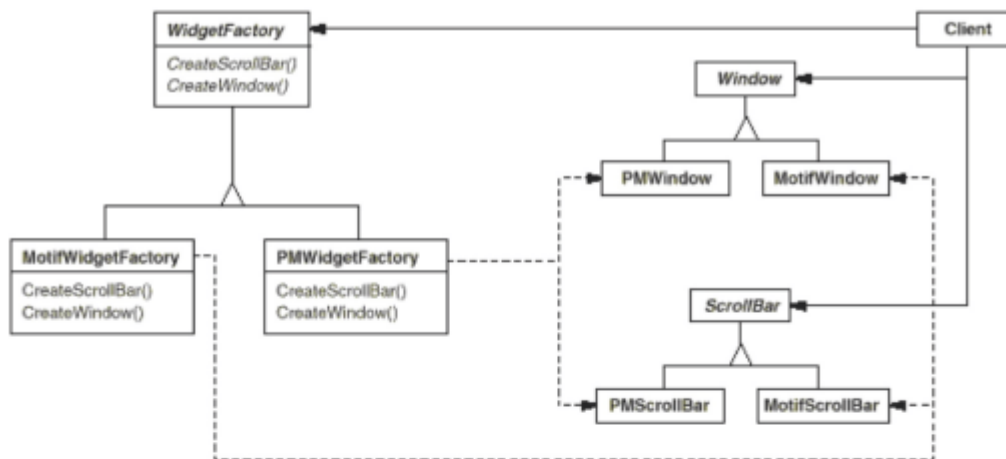 WidgetFactory
CreateScrollBar()
CreateWindow()
Client
Window
PMWindow
MotifWindow
MotifWidgetFactory
CreateScrollBar()
CreateWindow()
PMWidgetFactory
CreateScrollBar()
CreateWindow()
ScrollBar
PMScrollBar
MotifScrollBar